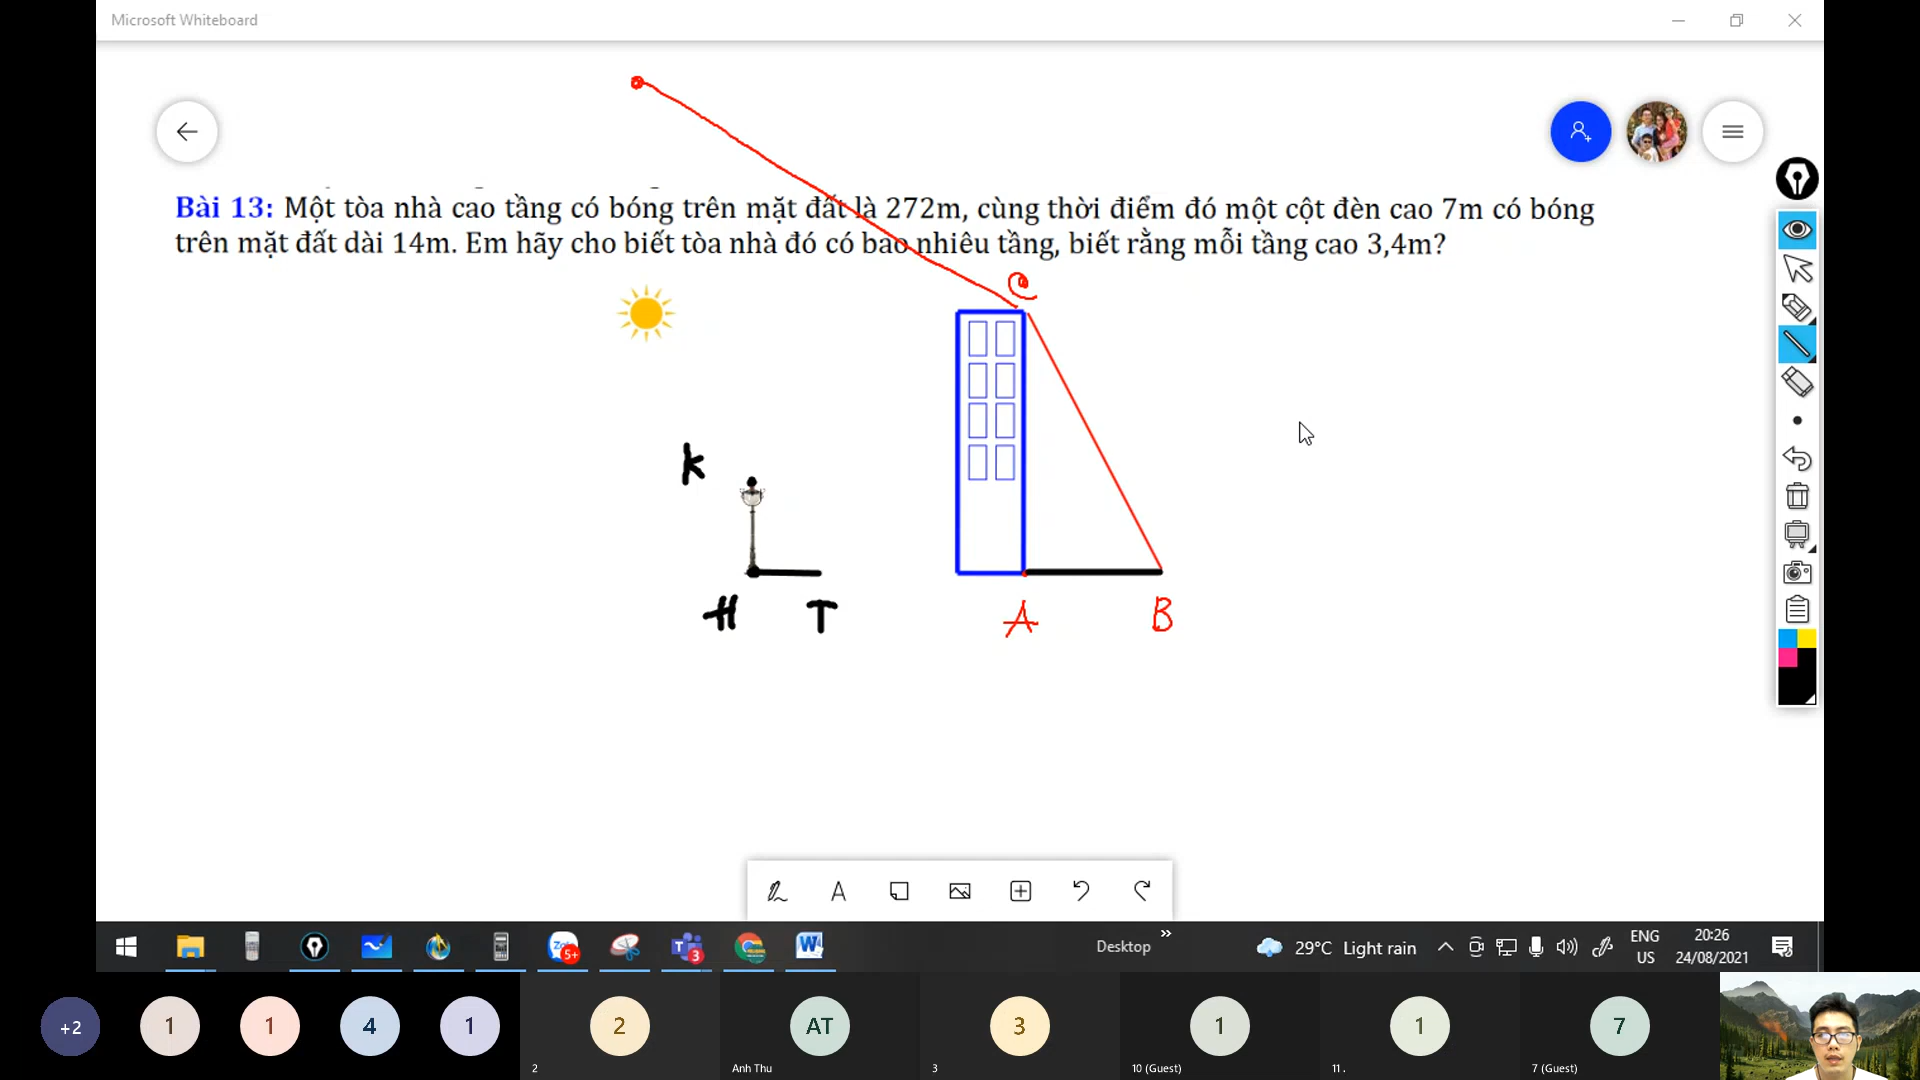 Microsoft Whiteboard
Bài 13: Một tòa nhà cao tầng có bóng trên mặt đất là 272m, cùng thời điểm đó một cột đèn cao 7m có bóng
trên mặt đất dài 14m. Em hãy cho biết tòa nhà đó có bao nhiêu tầng, biết rằng mỗi tầng cao 3,4m?
C
K
H T A B
A
Zalo 5+
T 3
W
Desktop »
29°C Light rain
ENG
US
20:26
24/08/2021
+2 1 1 4 1 2 AT 3 1 1 7
2 Anh Thu 3 10 (Guest) 11 . 7 (Guest)